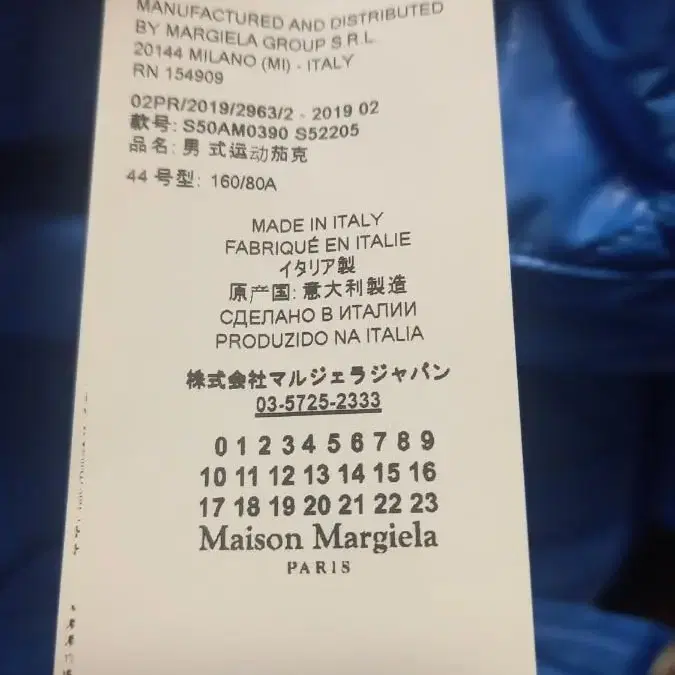 MANUFACTURED AND DISTRIBUTED
BY MARGIELA GROUP S.R.L
20144 MILANO (MI) - ITALY
RN 154909
02PR/2019/2963/2 - 2019 02
款号: S50AM0390 S52205
品名: 男 式运动茄克
44 号型: 160/80A
MADE IN ITALY
FABRIQUÉ EN ITALIE
イタリア製
原产国: 意大利製造
СДЕЛАНО В ИТАЛИИ
PRODUZIDO NA ITALIA
株式会社マルジェラジャパン
03-5725-2333
0 1 2 3 4 5 6 7 8 9
10 11 12 13 14 15 16
17 18 19 20 21 22 23
Maison Margiela
PARIS